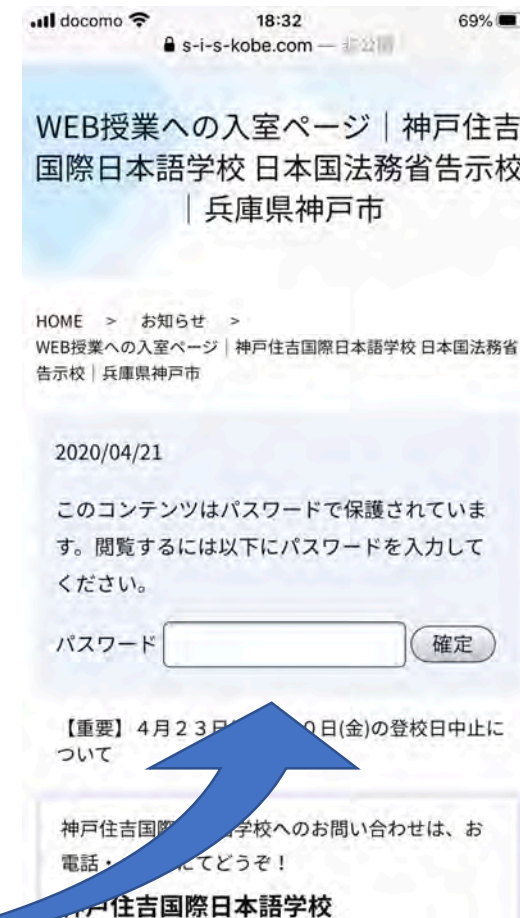 docomo 18:32 69%
s-i-s-kobe.com — 非公開
WEB授業への入室ページ｜神戸住吉
国際日本語学校 日本国法務省告示校
｜兵庫県神戸市
HOME > お知らせ >
WEB授業への入室ページ｜神戸住吉国際日本語学校 日本国法務省
告示校｜兵庫県神戸市
2020/04/21
このコンテンツはパスワードで保護されていま
す。閲覧するには以下にパスワードを入力して
ください。
パスワード 確定
【重要】４月２３日 ０日(金)の登校日中止に
ついて
神戸住吉国際 学校へのお問い合わせは、お
電話・ にてどうぞ！
神戸住吉国際日本語学校